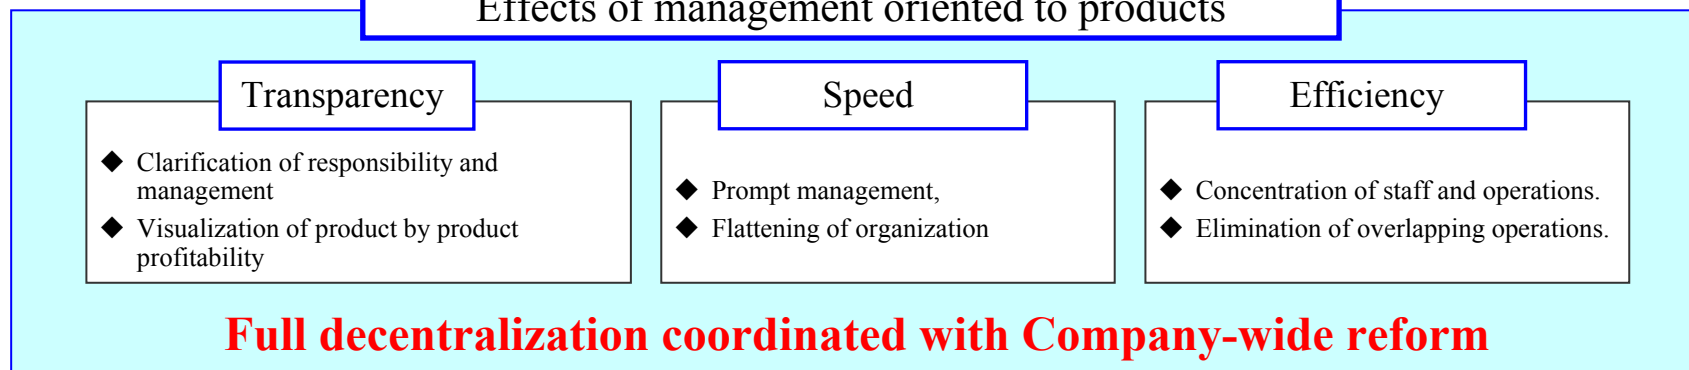 Effects of management oriented to products
Transparency
◆ Clarification of responsibility and
management
◆ Visualization of product by product
profitability
Speed
◆ Prompt management,
◆ Flattening of organization
Efficiency
◆ Concentration of staff and operations.
◆ Elimination of overlapping operations.
Full decentralization coordinated with Company-wide reform